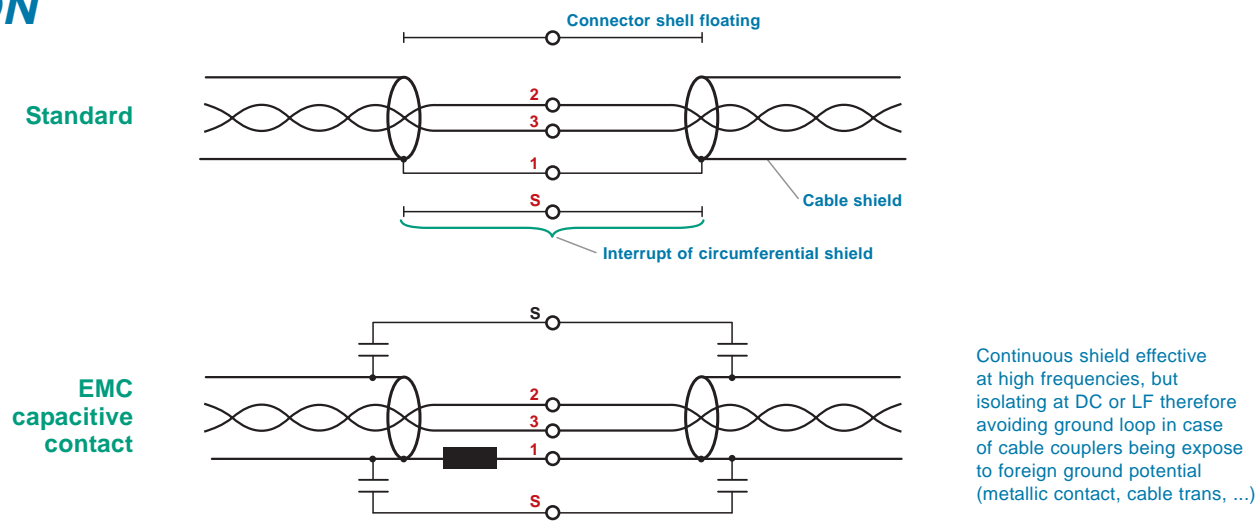 ON
Connector shell floating
Standard
2
3
1
S
Cable shield
Interrupt of circumferential shield
S
EMC
capacitive
contact
2
3
1
S
Continuous shield effective
at high frequencies, but
isolating at DC or LF therefore
avoiding ground loop in case
of cable couplers being expose
to foreign ground potential
(metallic contact, cable trans, ...)